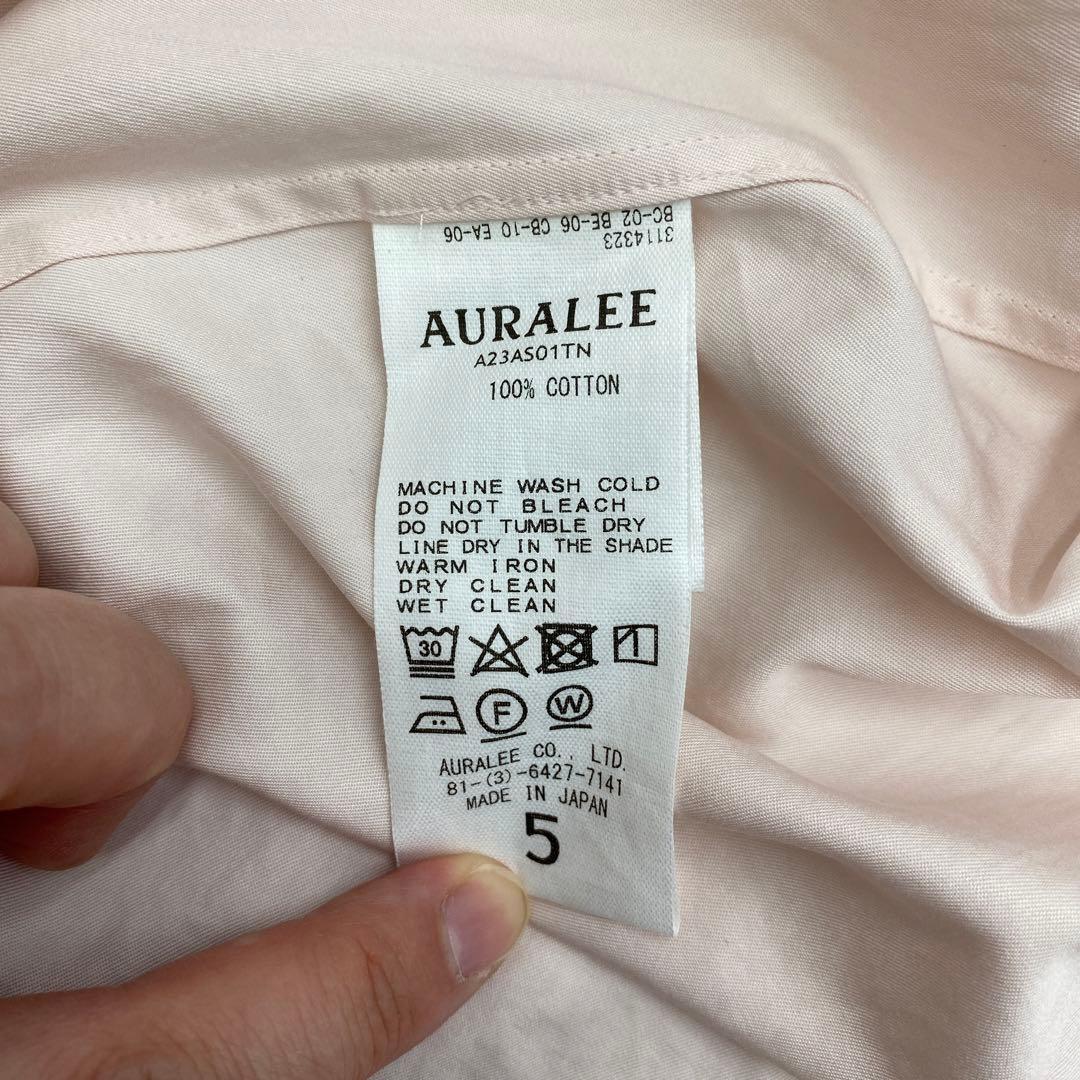 3114323
BC-02 BE-06 CB-10 EA-06
AURALEE
A23AS01TN
100% COTTON
MACHINE WASH COLD
DO NOT BLEACH
DO NOT TUMBLE DRY
LINE DRY IN THE SHADE
WARM IRON
DRY CLEAN
WET CLEAN
30
F W
AURALEE CO., LTD.
81-(3)-6427-7141
MADE IN JAPAN
5